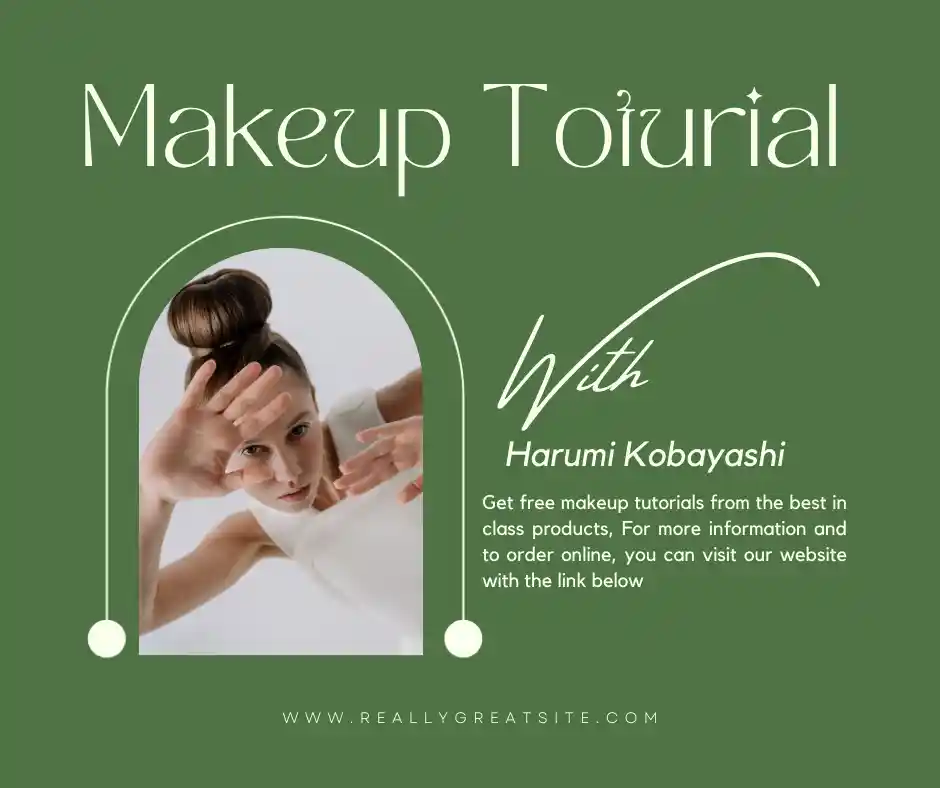 Makeup Toturial
With
Harumi Kobayashi
Get free makeup tutorials from the best in
class products, For more information and
to order online, you can visit our website
with the link below
WWW.REALLYGREATSITE.COM